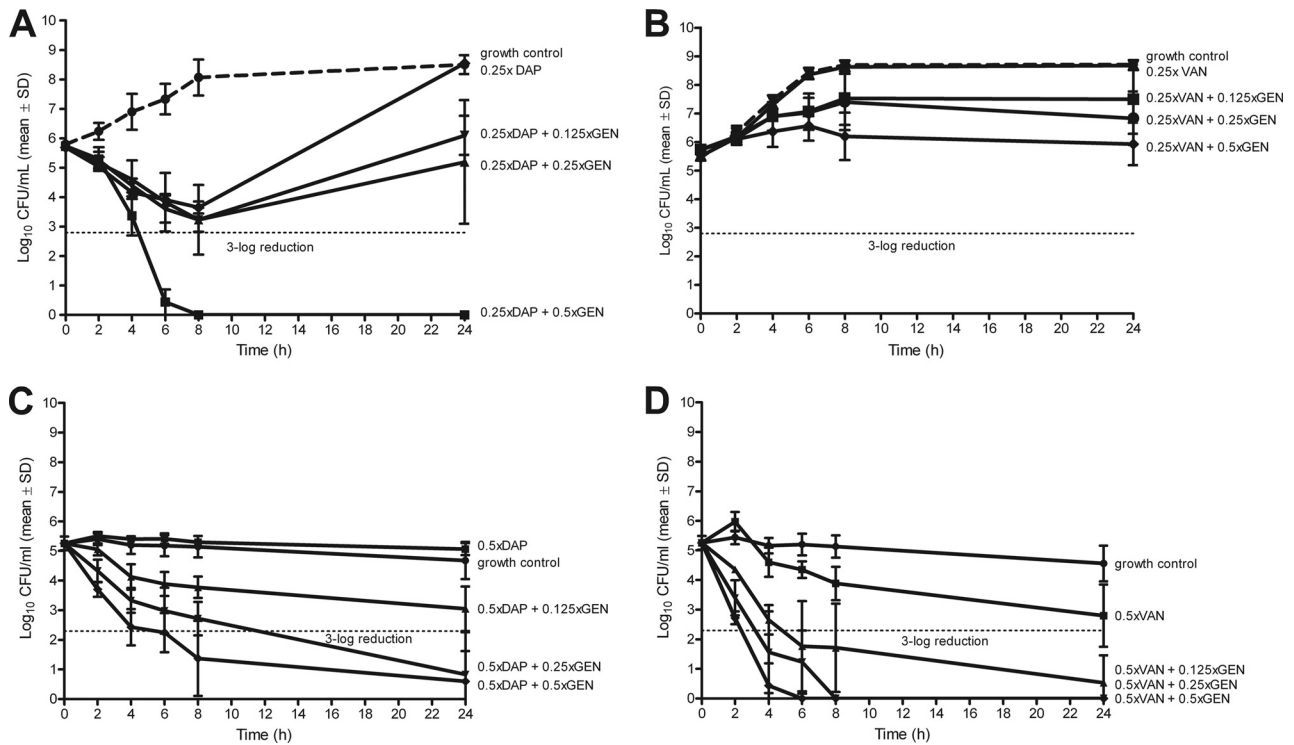 A
Log10 CFU/mL (mean ± SD)
10
9
8
7
6
5
4
3
2
1
0
growth control
0.25x DAP
0.25xDAP + 0.125xGEN
0.25xDAP + 0.25xGEN
3-log reduction
0.25xDAP + 0.5xGEN
0 2 4 6 8 10 12 14 16 18 20 22 24
Time (h)
B
Log10 CFU/mL (mean ± SD)
10
9
8
7
6
5
4
3
2
1
0
growth control
0.25x VAN
0.25xVAN + 0.125xGEN
0.25xVAN + 0.25xGEN
0.25xVAN + 0.5xGEN
3-log reduction
0 2 4 6 8 10 12 14 16 18 20 22 24
Time (h)
C
Log10 CFU/ml (mean ± SD)
10
9
8
7
6
5
4
3
2
1
0
0.5xDAP
growth control
0.5xDAP + 0.125xGEN
3-log reduction
0.5xDAP + 0.25xGEN
0.5xDAP + 0.5xGEN
0 2 4 6 8 10 12 14 16 18 20 22 24
Time (h)
D
Log10 CFU/ml (mean ± SD)
10
9
8
7
6
5
4
3
2
1
0
growth control
0.5xVAN
3-log reduction
0.5xVAN + 0.125xGEN
0.5xVAN + 0.25xGEN
0.5xVAN + 0.5xGEN
0 2 4 6 8 10 12 14 16 18 20 22 24
Time (h)